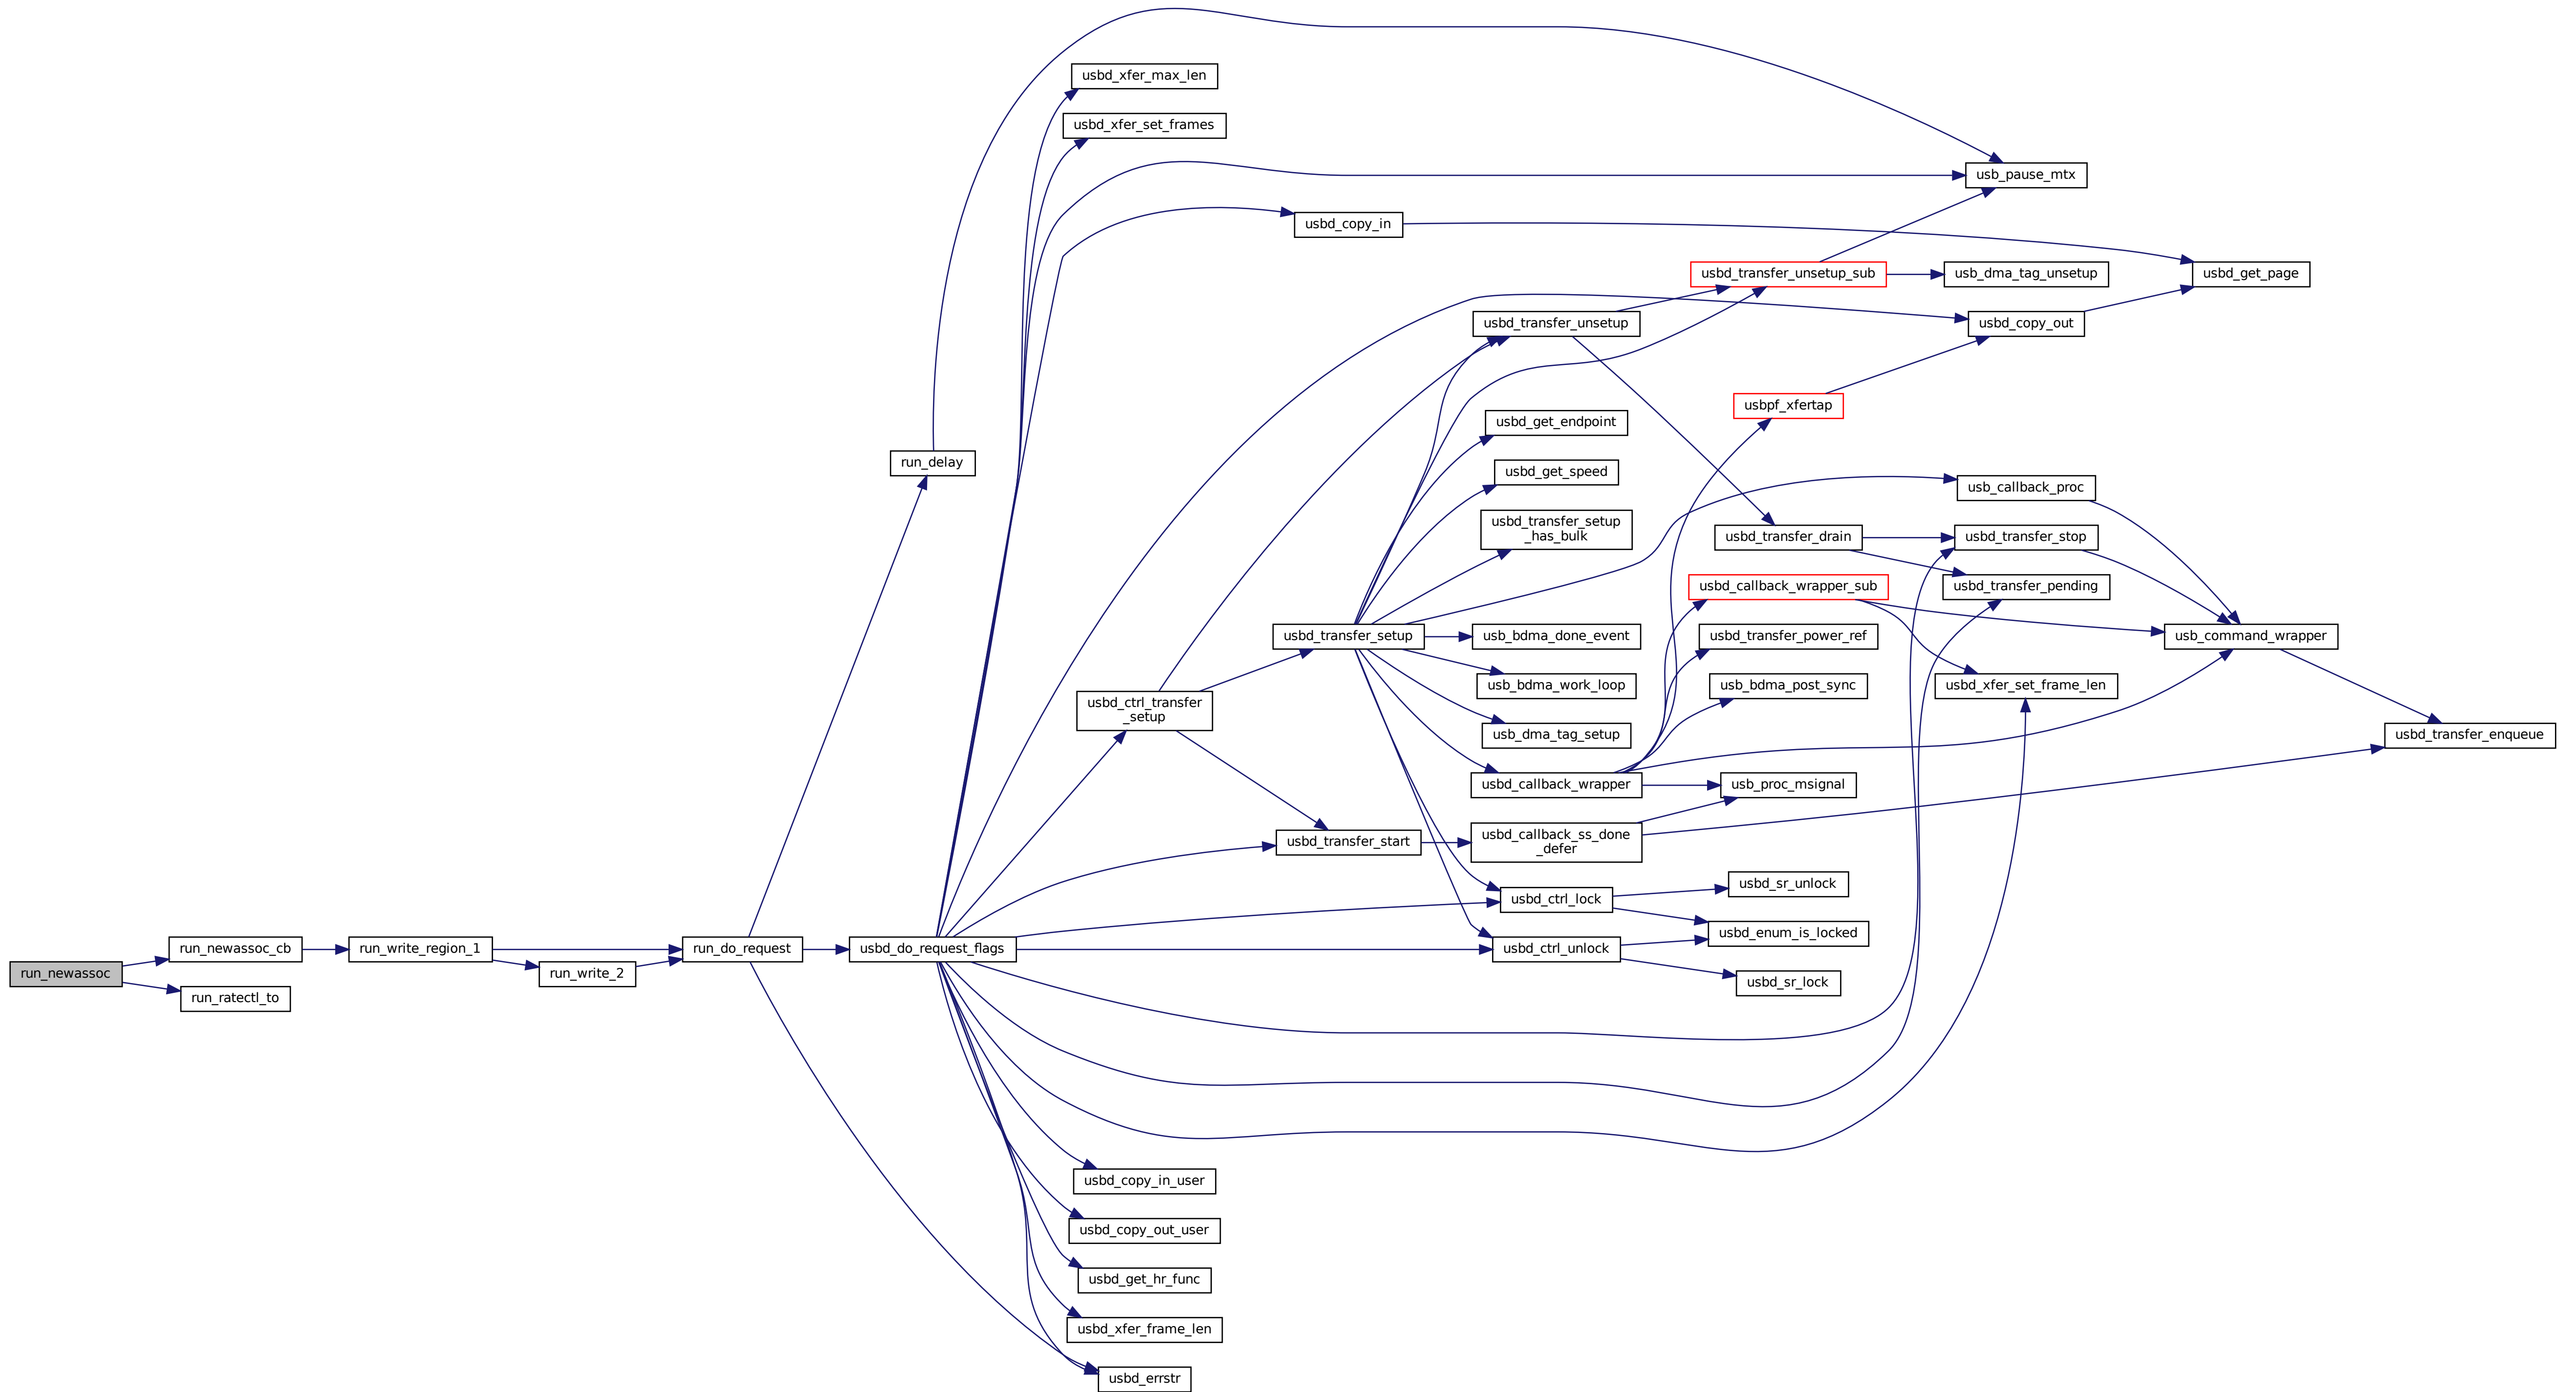 usbd_xfer_max_len
usbd_xfer_set_frames
usb_pause_mtx
usbd_copy_in
usbd_transfer_unsetup_sub
usb_dma_tag_unsetup
usbd_get_page
usbd_transfer_unsetup
usbd_copy_out
usbpf_xfertap
usbd_get_endpoint
run_delay
usbd_get_speed
usb_callback_proc
usbd_transfer_setup
_has_bulk
usbd_transfer_drain
usbd_transfer_stop
usbd_callback_wrapper_sub
usbd_transfer_pending
usbd_transfer_setup
usb_bdma_done_event
usbd_transfer_power_ref
usb_command_wrapper
usb_bdma_work_loop
usb_bdma_post_sync
usbd_xfer_set_frame_len
usbd_ctrl_transfer
_setup
usb_dma_tag_setup
usbd_transfer_enqueue
usbd_callback_wrapper
usb_proc_msignal
usbd_transfer_start
usbd_callback_ss_done
_defer
usbd_sr_unlock
usbd_ctrl_lock
usbd_enum_is_locked
run_newassoc_cb
run_write_region_1
run_do_request
usbd_do_request_flags
usbd_ctrl_unlock
run_newassoc
run_write_2
usbd_sr_lock
run_ratectl_to
usbd_copy_in_user
usbd_copy_out_user
usbd_get_hr_func
usbd_xfer_frame_len
usbd_errstr